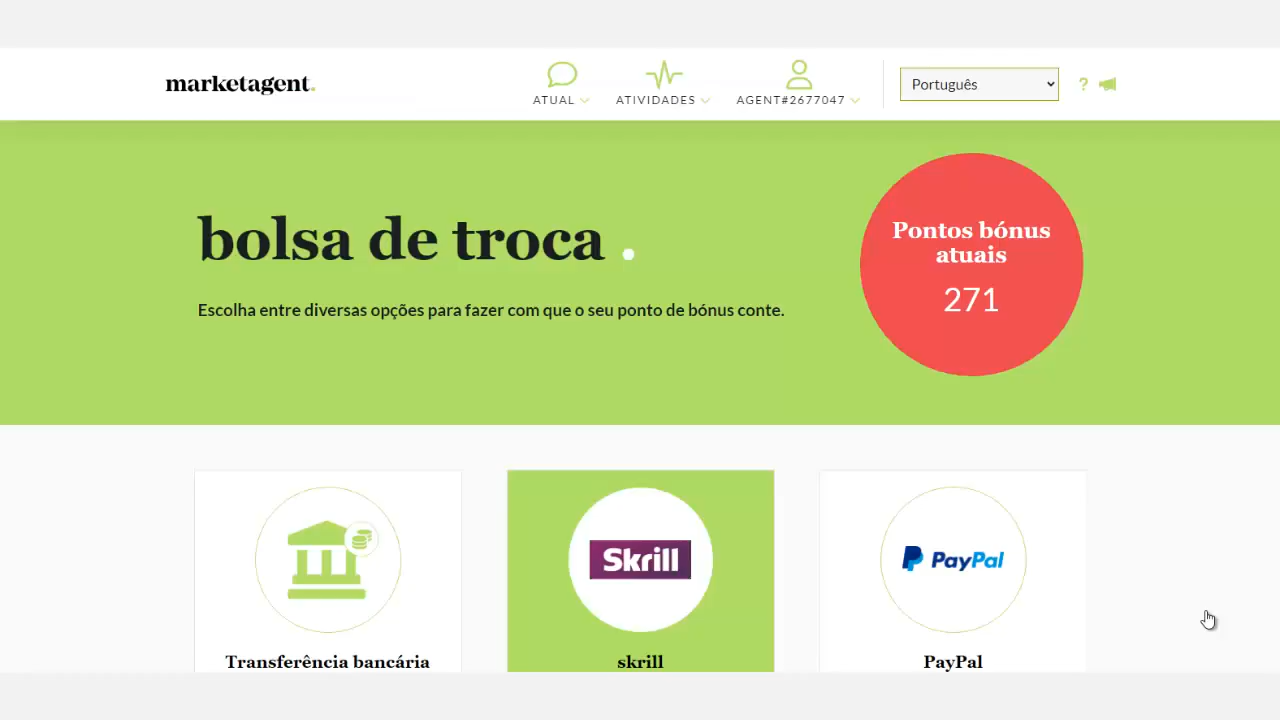 marketagent.
ATUAL
ATIVIDADES
AGENT#2677047
Português
?
bolsa de troca .
Escolha entre diversas opções para fazer com que o seu ponto de bónus conte.
Pontos bónus
atuais
271
Skrill
PayPal
Transferência bancária
skrill
PayPal